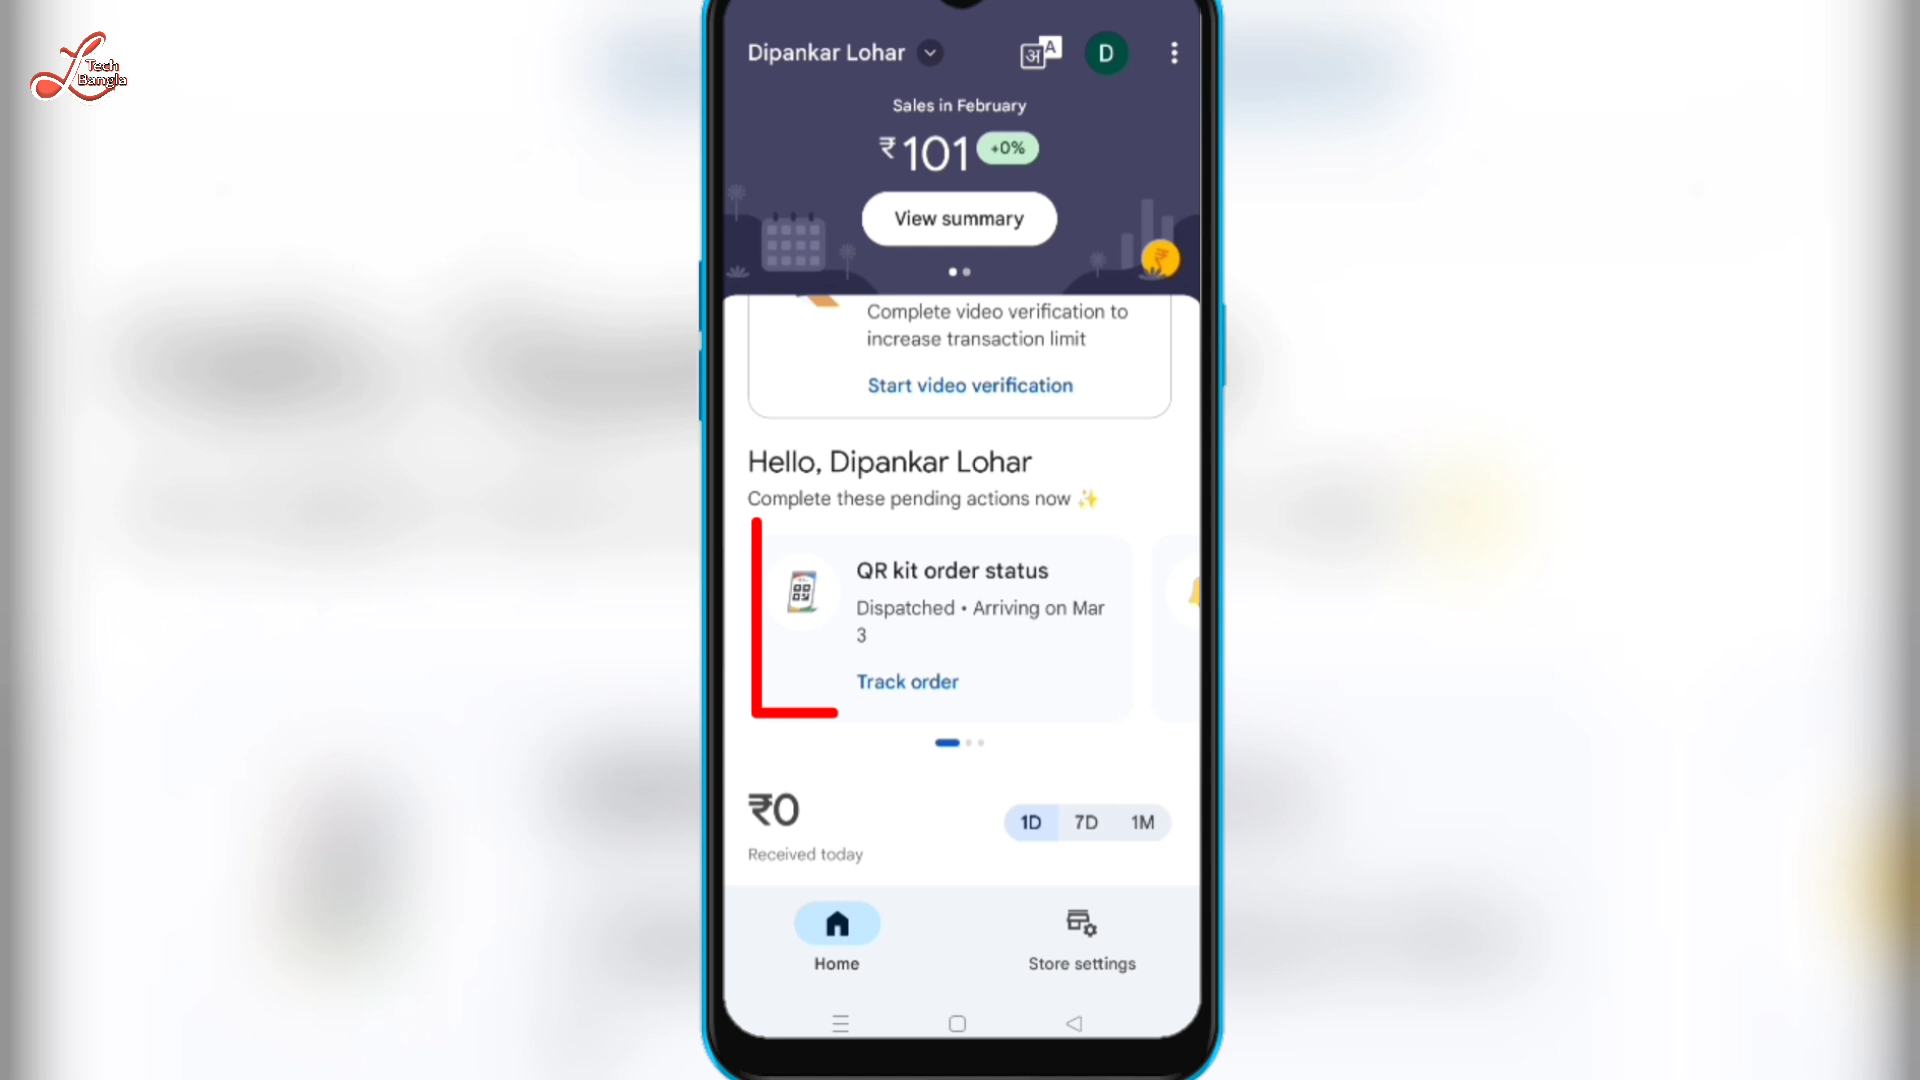 Tech
Bangla
Dipankar Lohar
अ A
D
Sales in February
₹101 +0%
View summary
₹
Complete video verification to
increase transaction limit
Start video verification
Hello, Dipankar Lohar
Complete these pending actions now ✨
QR kit order status
Dispatched • Arriving on Mar
3
Track order
₹0
1D 7D 1M
Received today
Home
Store settings